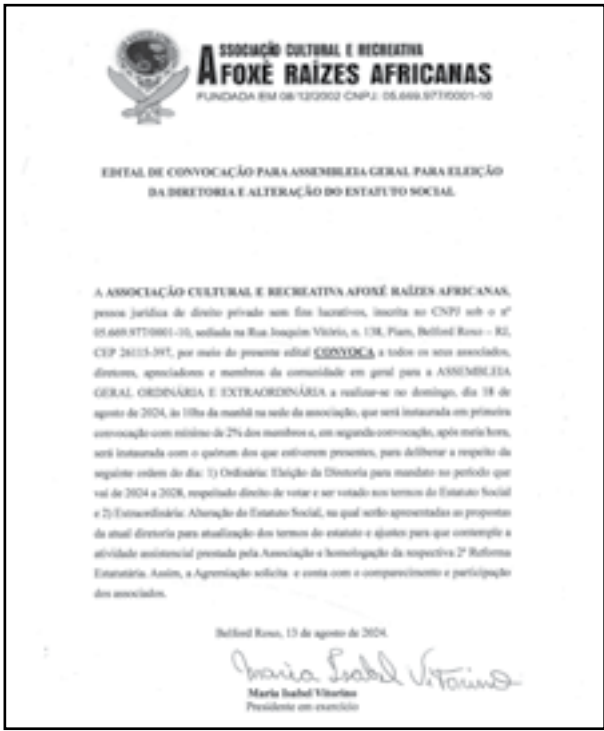 ASSOCIAÇÃO CULTURAL E RECREATIVA
AFOXÉ RAÍZES AFRICANAS
FUNDADA EM 08/12/2002 CNPJ: 05.669.977/0001-10
EDITAL DE CONVOCAÇÃO PARA ASSEMBLEIA GERAL PARA ELEIÇÃO
DA DIRETORIA E ALTERAÇÃO DO ESTATUTO SOCIAL
A ASSOCIAÇÃO CULTURAL E RECREATIVA AFOXÉ RAÍZES AFRICANAS,
pessoa jurídica de direito privado sem fins lucrativos, inscrita no CNPJ sob o nº
05.669.977/0001-10, sediada na Rua Joaquim Vitório, n. 138, Piam, Belford Roxo – RJ,
CEP 26115-397, por meio do presente edital CONVOCA a todos os seus associados,
diretores, apreciadores e membros da comunidade em geral para a ASSEMBLEIA
GERAL ORDINÁRIA E EXTRAORDINÁRIA a realizar-se no domingo, dia 18 de
agosto de 2024, às 10hs da manhã na sede da associação, que será instaurada em primeira
convocação com mínimo de 2% dos membros e, em segunda convocação, após meia hora,
será instaurada com o quórum dos que estiverem presentes, para deliberar a respeito da
seguinte ordem do dia: 1) Ordinária: Eleição da Diretoria para mandato no período que
vai de 2024 a 2028, respeitado direito de votar e ser votado nos termos do Estatuto Social
e 2) Extraordinária: Alteração do Estatuto Social, na qual serão apresentadas as propostas
da atual diretoria para atualização dos termos do estatuto e ajustes para que contemple a
atividade assistencial prestada pela Associação e homologação da respectiva 2ª Reforma
Estatutária. Assim, a Agremiação solicita e conta com o comparecimento e participação
dos associados.
Belford Roxo, 13 de agosto de 2024.
Maria Isabel Vitorino
Maria Isabel Vitorino
Presidente em exercício